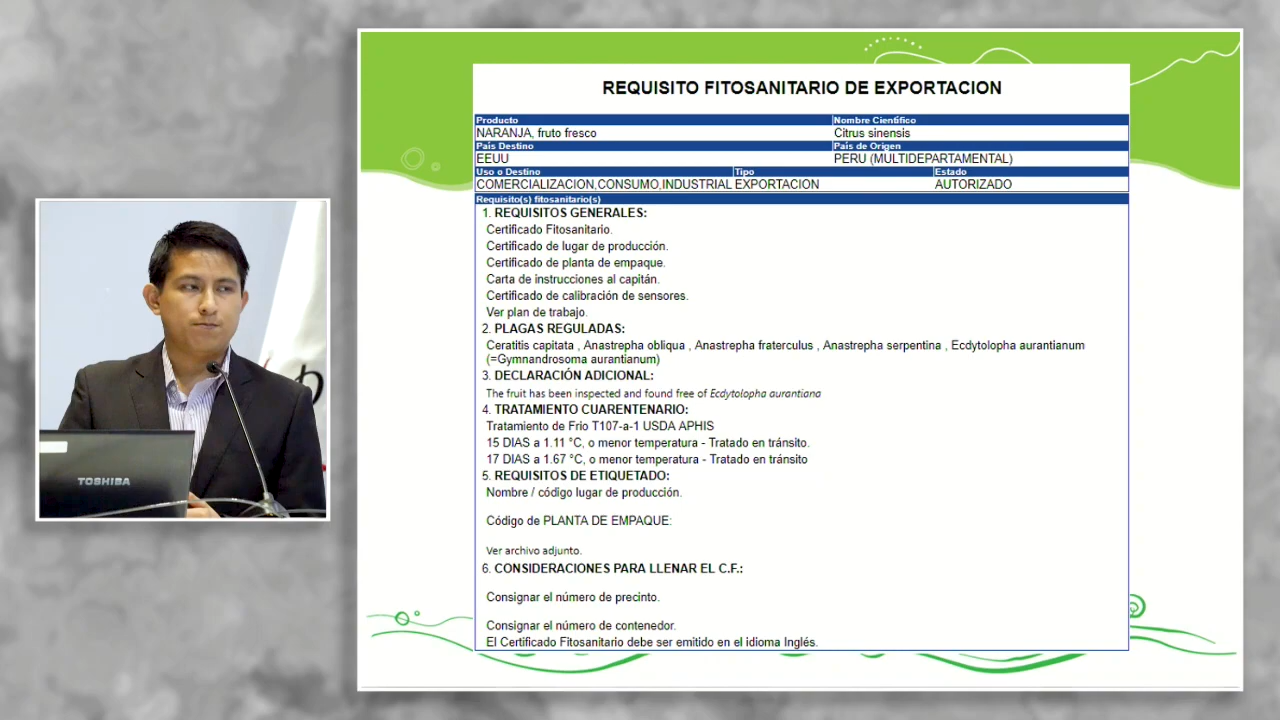 REQUISITO FITOSANITARIO DE EXPORTACION
Producto Nombre Científico
NARANJA, fruto fresco Citrus sinensis
País Destino País de Origen
EEUU PERU (MULTIDEPARTAMENTAL)
Uso o Destino Tipo Estado
COMERCIALIZACION,CONSUMO,INDUSTRIAL EXPORTACION AUTORIZADO
Requisito(s) fitosanitario(s)
1. REQUISITOS GENERALES:
Certificado Fitosanitario.
Certificado de lugar de producción.
Certificado de planta de empaque.
Carta de instrucciones al capitán.
Certificado de calibración de sensores.
Ver plan de trabajo.
2. PLAGAS REGULADAS:
Ceratitis capitata , Anastrepha obliqua , Anastrepha fraterculus , Anastrepha serpentina , Ecdytolopha aurantianum
(=Gymnandrosoma aurantianum)
3. DECLARACIÓN ADICIONAL:
The fruit has been inspected and found free of Ecdytolopha aurantiana
4. TRATAMIENTO CUARENTENARIO:
Tratamiento de Frío T107-a-1 USDA APHIS
15 DIAS a 1.11 °C, o menor temperatura - Tratado en tránsito.
17 DIAS a 1.67 °C, o menor temperatura - Tratado en tránsito
5. REQUISITOS DE ETIQUETADO:
Nombre / código lugar de producción.
Código de PLANTA DE EMPAQUE:
Ver archivo adjunto.
6. CONSIDERACIONES PARA LLENAR EL C.F.:
Consignar el número de precinto.
Consignar el número de contenedor.
El Certificado Fitosanitario debe ser emitido en el idioma Inglés.
TOSHIBA